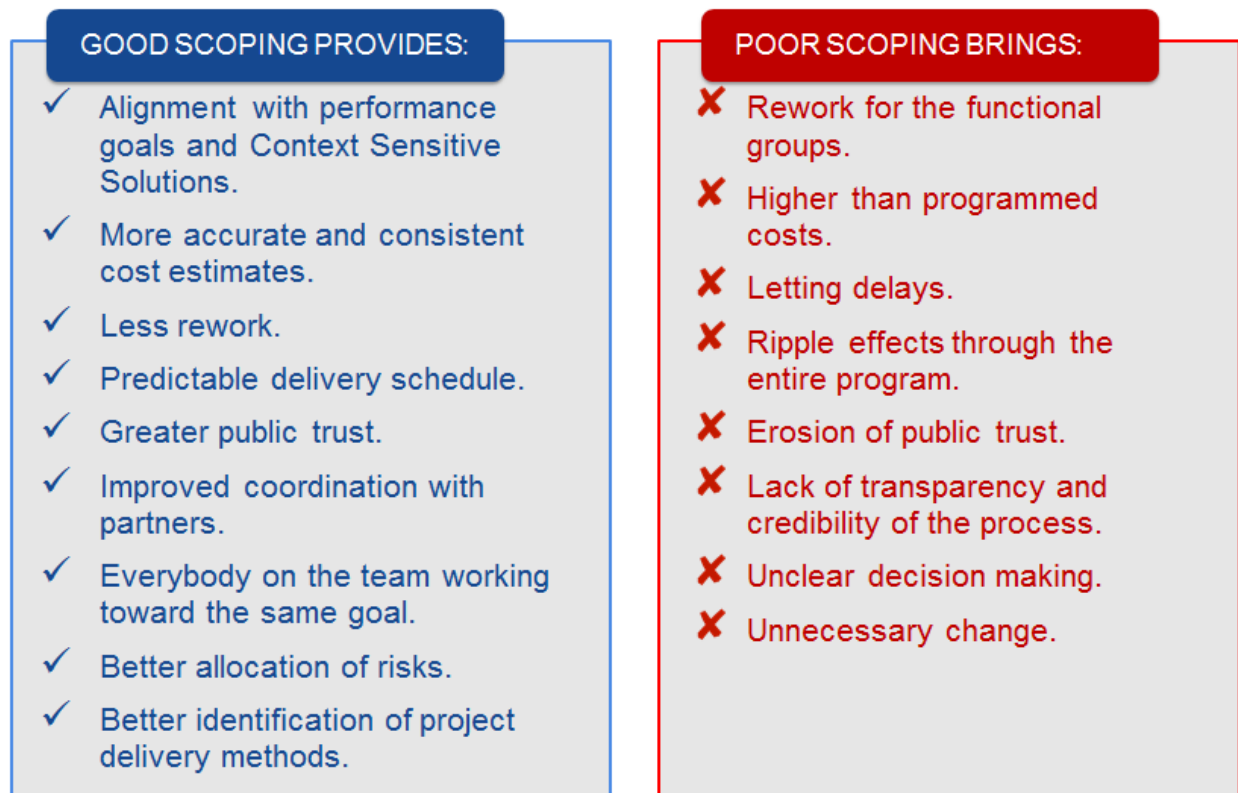 GOOD SCOPING PROVIDES:
✓ Alignment with performance
goals and Context Sensitive
Solutions.
✓ More accurate and consistent
cost estimates.
✓ Less rework.
✓ Predictable delivery schedule.
✓ Greater public trust.
✓ Improved coordination with
partners.
✓ Everybody on the team working
toward the same goal.
✓ Better allocation of risks.
✓ Better identification of project
delivery methods.
POOR SCOPING BRINGS:
✘ Rework for the functional
groups.
✘ Higher than programmed
costs.
✘ Letting delays.
✘ Ripple effects through the
entire program.
✘ Erosion of public trust.
✘ Lack of transparency and
credibility of the process.
✘ Unclear decision making.
✘ Unnecessary change.